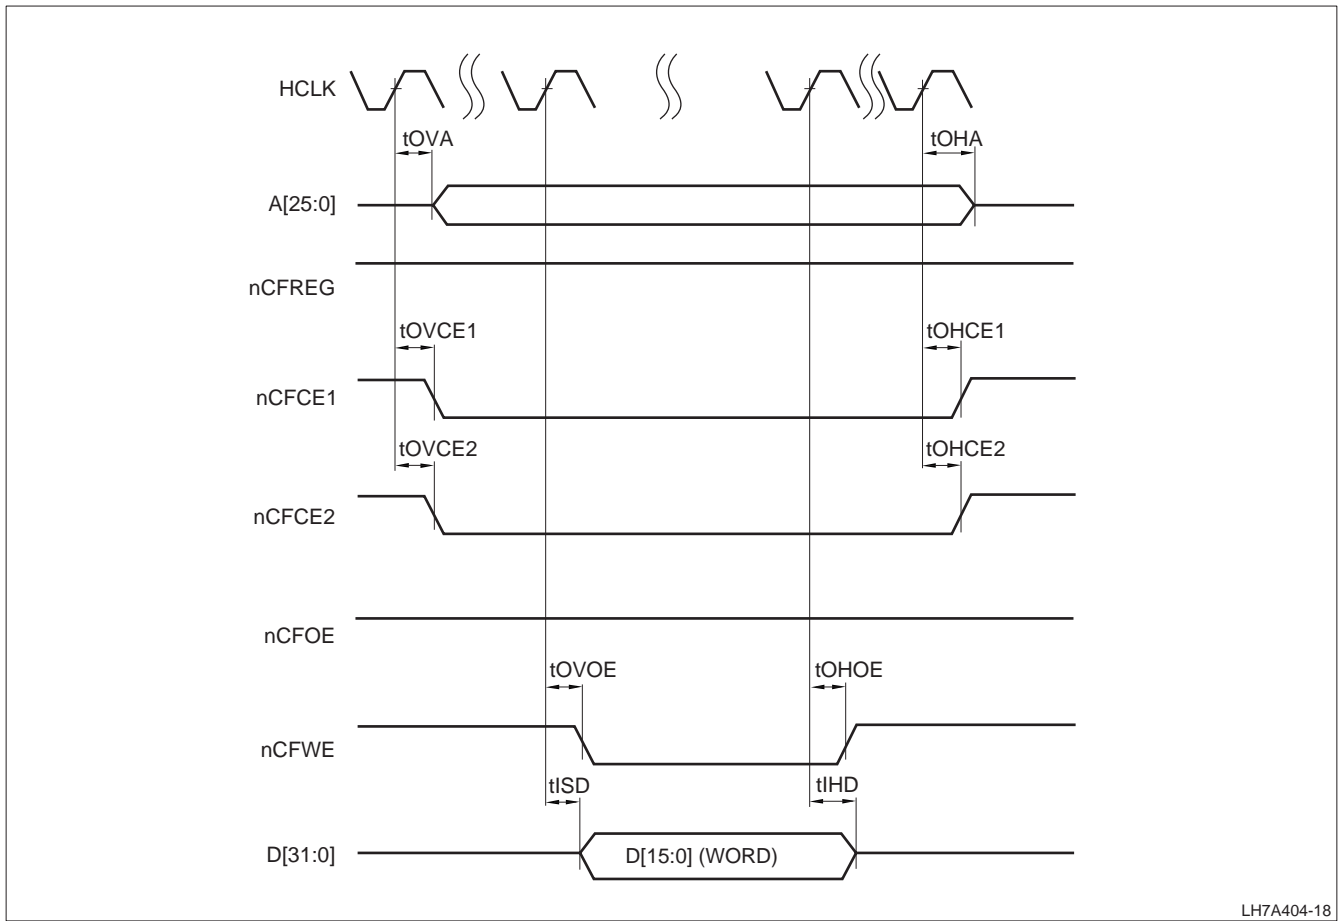 HCLK
tOVA
tOHA
A[25:0]
nCFREG
tOVCE1
tOHCE1
nCFCE1
tOVCE2
tOHCE2
nCFCE2
nCFOE
tOVOE
tOHOE
nCFWE
tISD
tIHD
D[31:0]
D[15:0] (WORD)
LH7A404-18